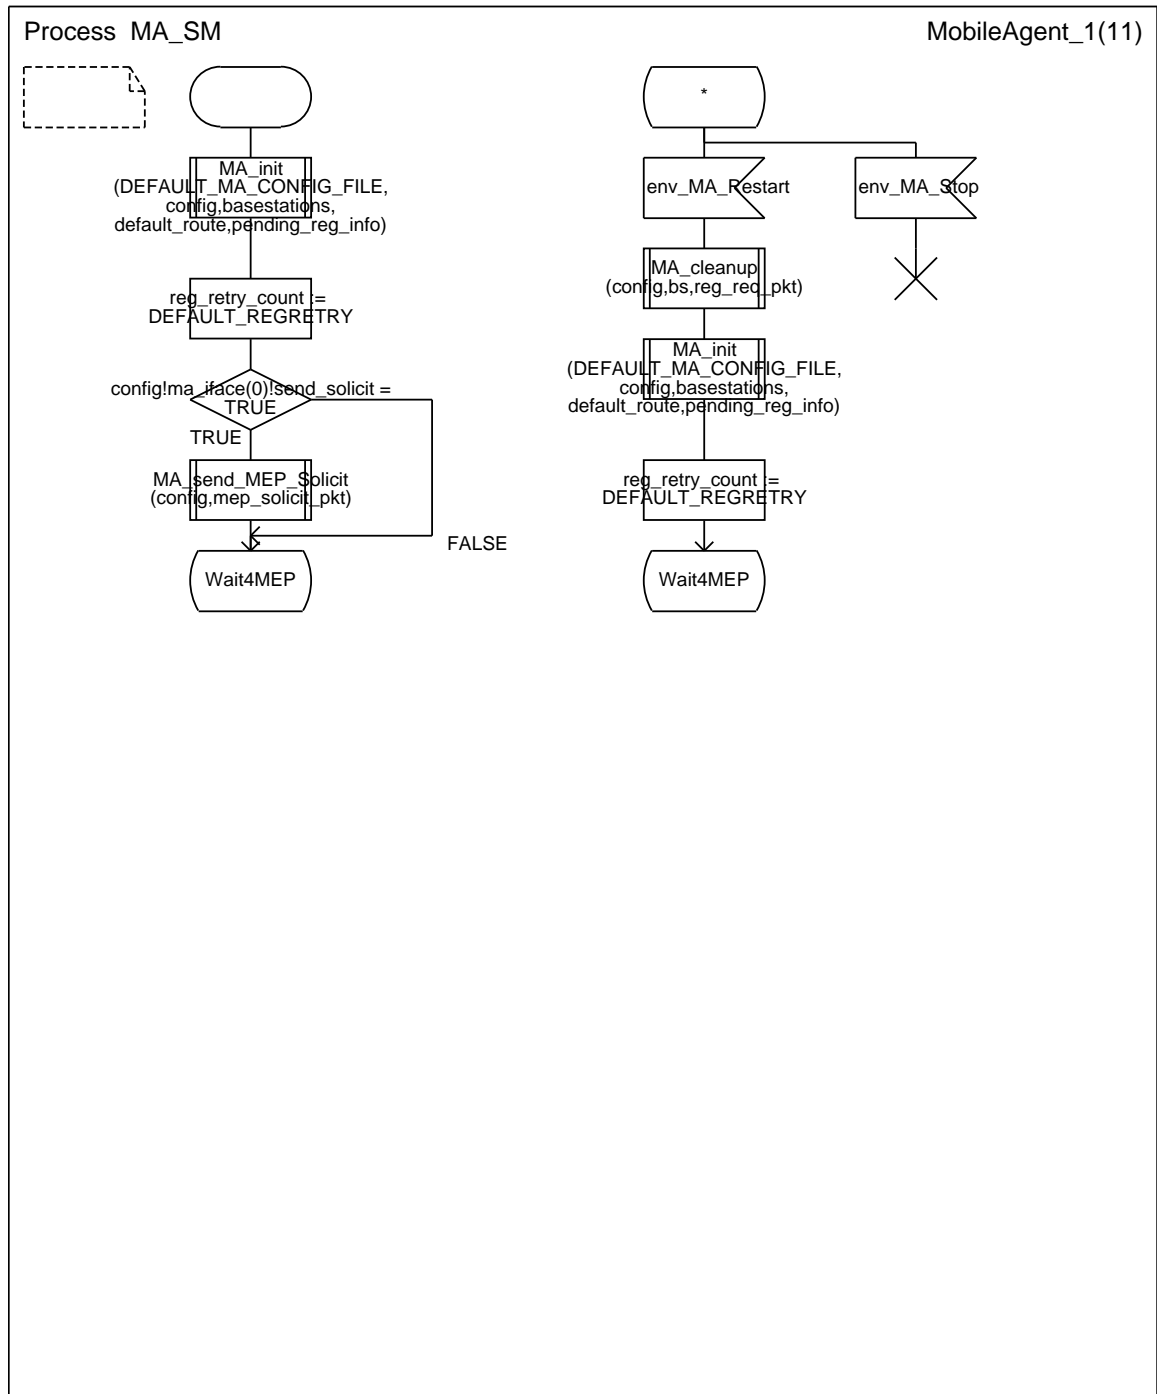 Process MA_SM
MobileAgent_1(11)
MA_init
(DEFAULT_MA_CONFIG_FILE,
config,basestations,
default_route,pending_reg_info)
reg_retry_count :=
DEFAULT_REGRETRY
config!ma_iface(0)!send_solicit =
TRUE
TRUE
MA_send_MEP_Solicit
(config,mep_solicit_pkt)
FALSE
Wait4MEP
*
env_MA_Restart
env_MA_Stop
MA_cleanup
(config,bs,reg_req_pkt)
MA_init
(DEFAULT_MA_CONFIG_FILE,
config,basestations,
default_route,pending_reg_info)
reg_retry_count :=
DEFAULT_REGRETRY
Wait4MEP